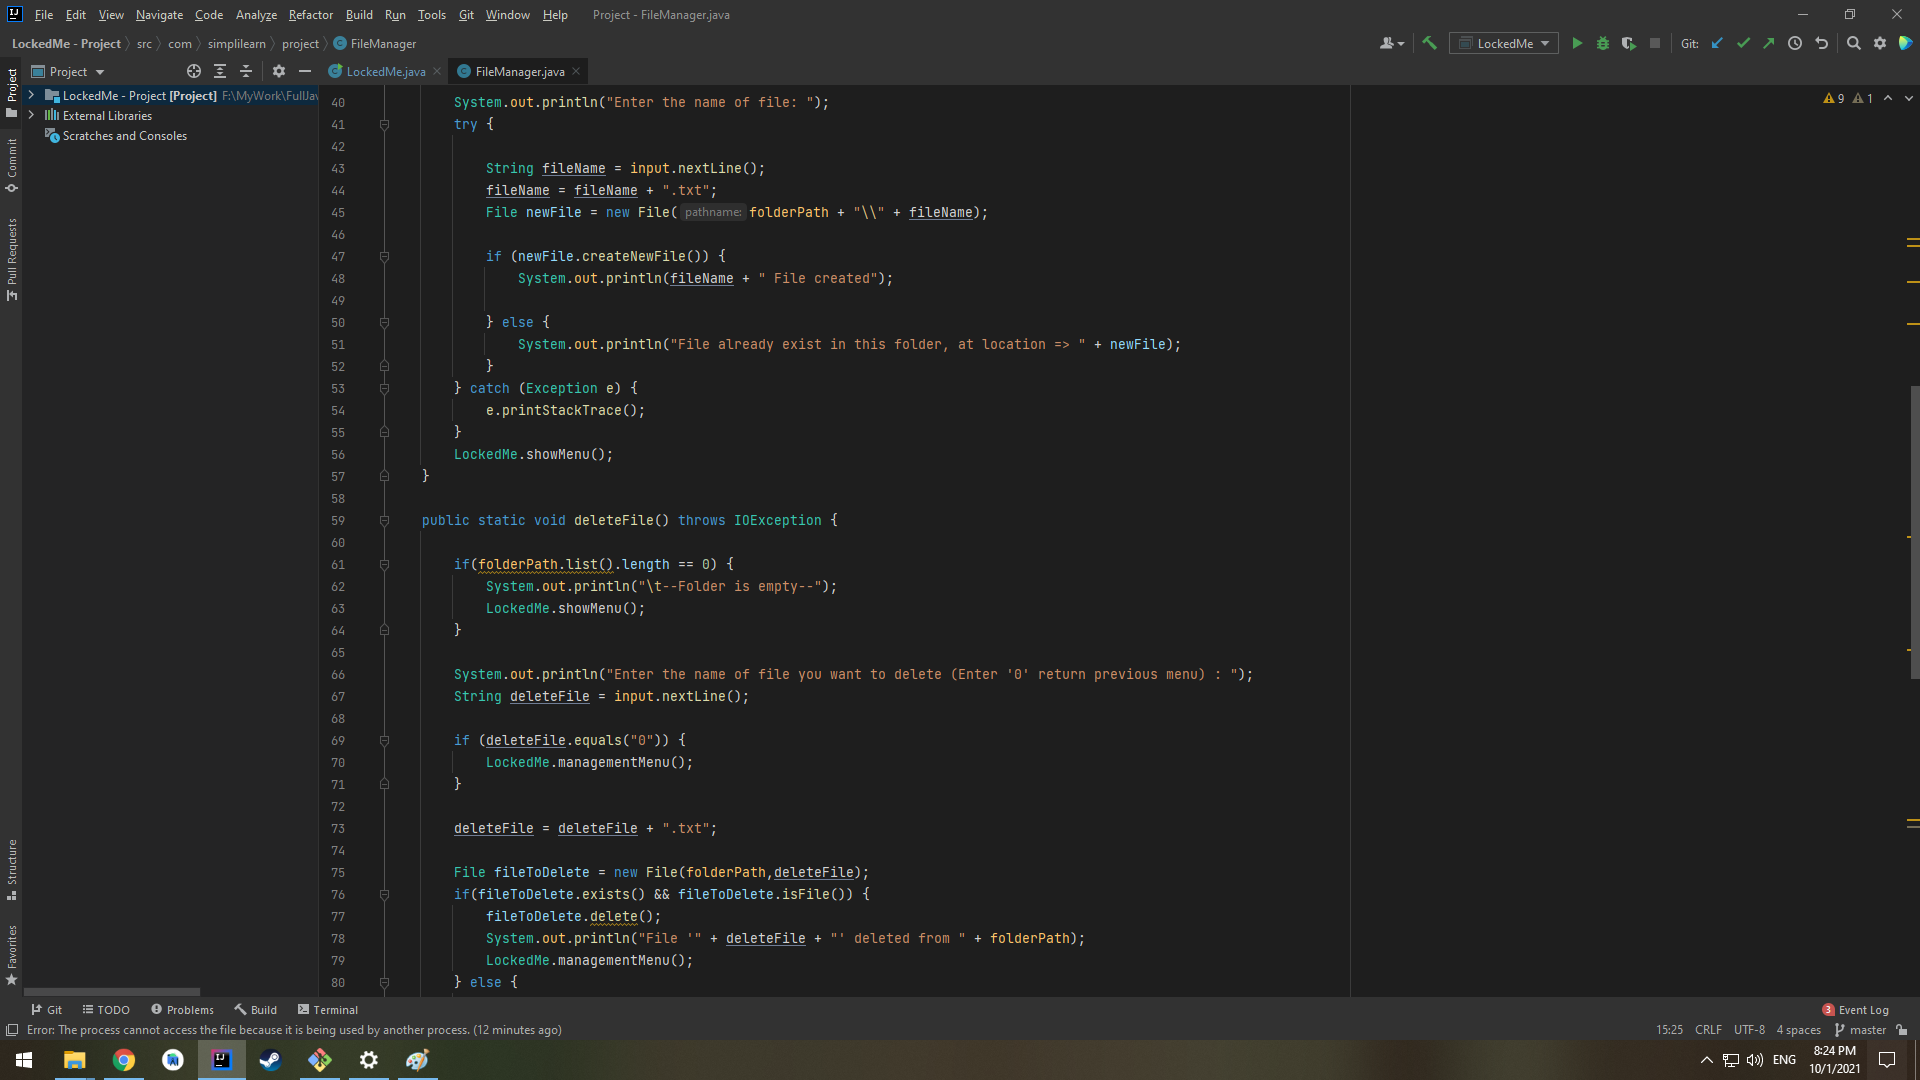 File Edit View Navigate Code Analyze Refactor Build Run Tools Git Window Help Project - FileManager.java
LockedMe - Project src com simplilearn project FileManager LockedMe Git:
Project LockedMe.java FileManager.java
LockedMe - Project [Project] F:\MyWork\FullJav
External Libraries
Scratches and Consoles
Project
Commit
Pull Requests
Structure
Favorites
9 1
40 System.out.println("Enter the name of file: ");
41 try {
42
43 String fileName = input.nextLine();
44 fileName = fileName + ".txt";
45 File newFile = new File( pathname: folderPath + "\\" + fileName);
46
47 if (newFile.createNewFile()) {
48 System.out.println(fileName + " File created");
49
50 } else {
51 System.out.println("File already exist in this folder, at location => " + newFile);
52 }
53 } catch (Exception e) {
54 e.printStackTrace();
55 }
56 LockedMe.showMenu();
57 }
58
59 public static void deleteFile() throws IOException {
60
61 if(folderPath.list().length == 0) {
62 System.out.println("\t--Folder is empty--");
63 LockedMe.showMenu();
64 }
65
66 System.out.println("Enter the name of file you want to delete (Enter '0' return previous menu) : ");
67 String deleteFile = input.nextLine();
68
69 if (deleteFile.equals("0")) {
70 LockedMe.managementMenu();
71 }
72
73 deleteFile = deleteFile + ".txt";
74
75 File fileToDelete = new File(folderPath,deleteFile);
76 if(fileToDelete.exists() && fileToDelete.isFile()) {
77 fileToDelete.delete();
78 System.out.println("File '" + deleteFile + "' deleted from " + folderPath);
79 LockedMe.managementMenu();
80 } else {
Git TODO Problems Build Terminal 3 Event Log
Error: The process cannot access the file because it is being used by another process. (12 minutes ago) 15:25 CRLF UTF-8 4 spaces master
ENG 8:24 PM
10/1/2021